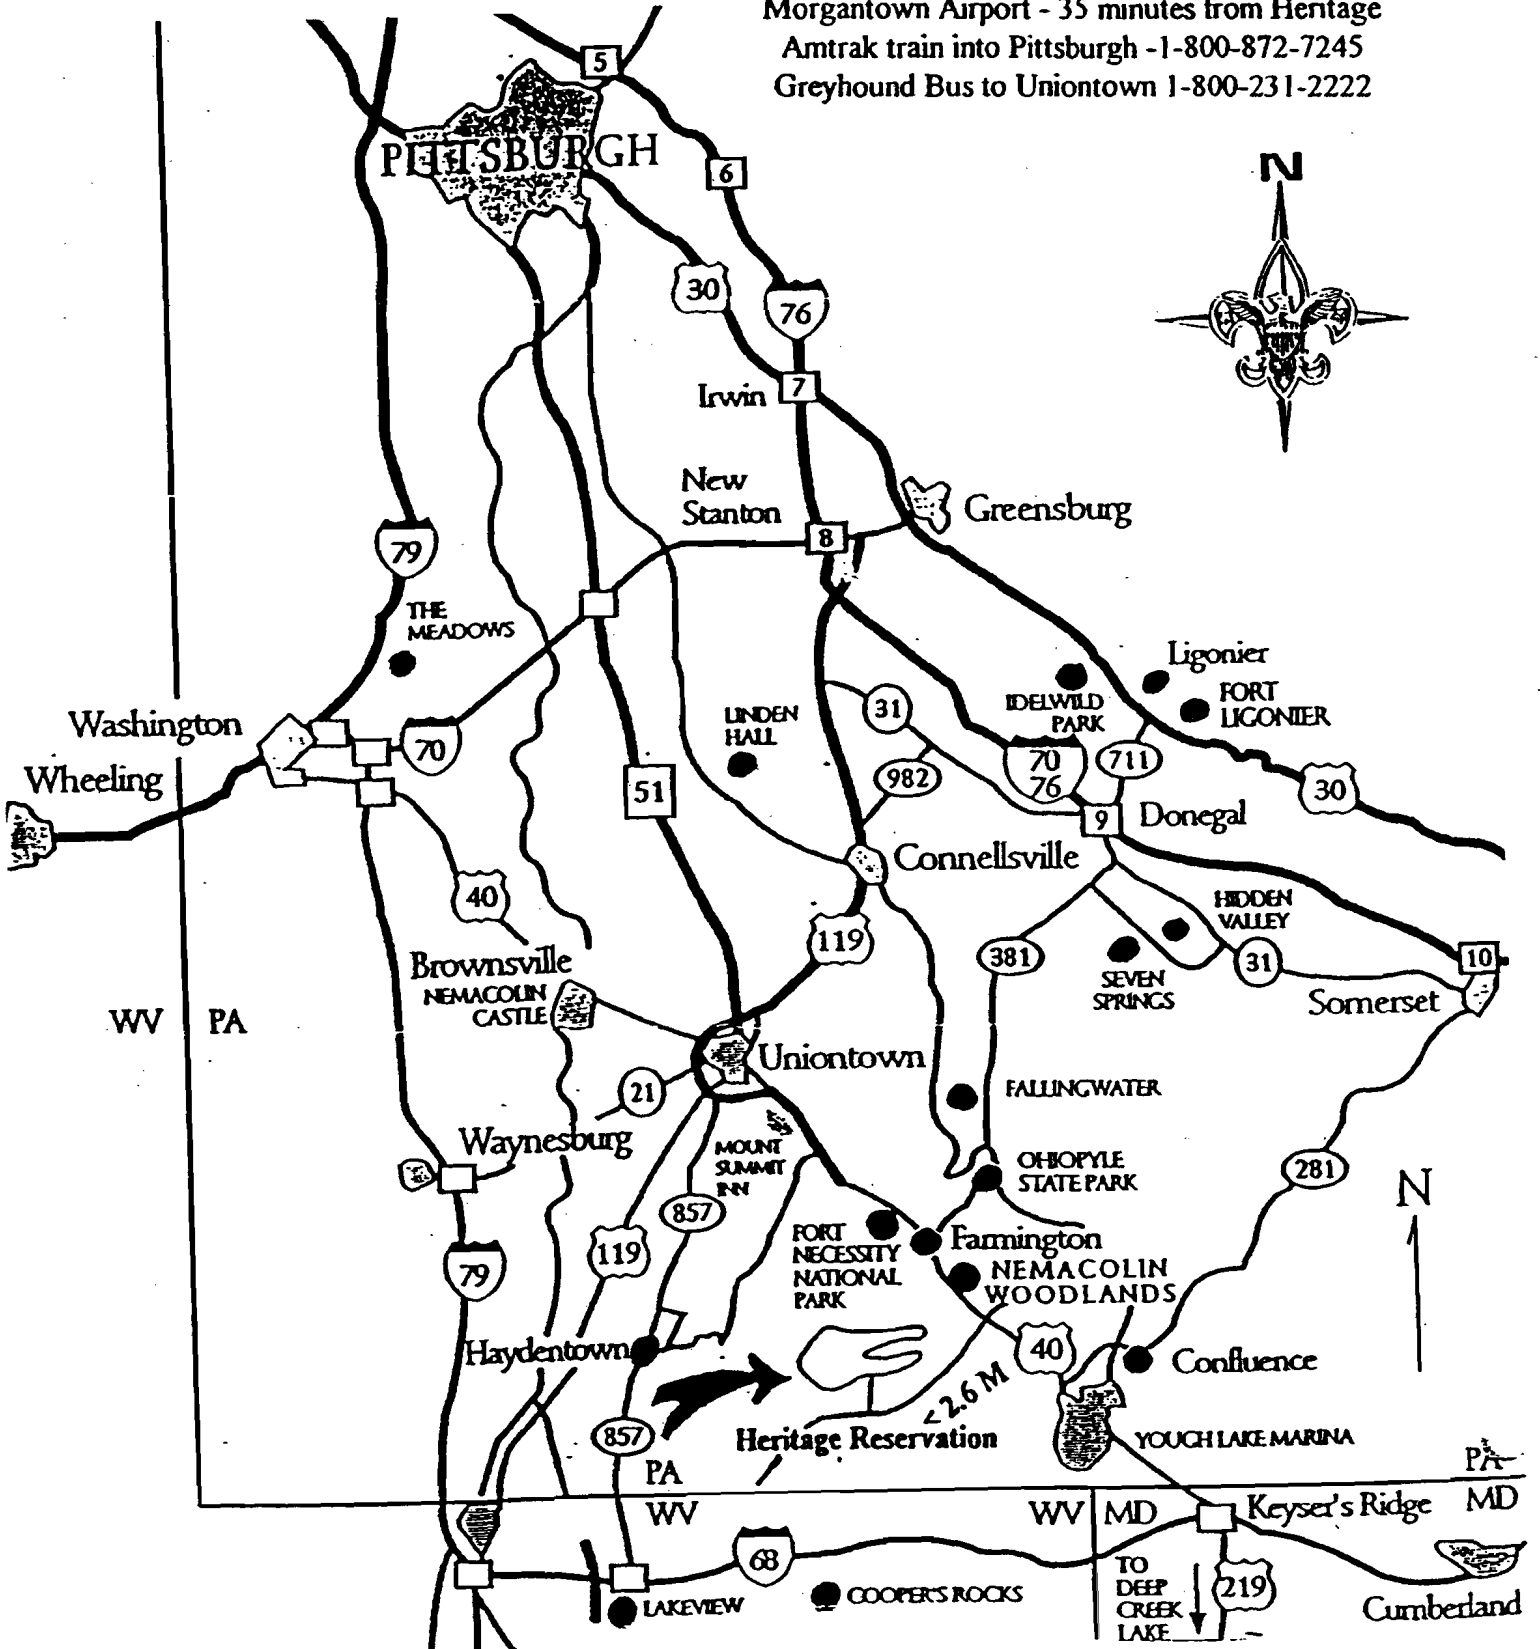 Morgantown Airport - 35 minutes from Heritage
Amtrak train into Pittsburgh -1-800-872-7245
Greyhound Bus to Uniontown 1-800-231-2222
5
PITTSBURGH
6
N
30
76
7
Irwin
New
Stanton
8
Greensburg
79
THE
MEADOWS
Ligonier
IDELWILD
PARK
FORT
LIGONIER
31
LINDEN
HALL
Washington
70
Wheeling
982
70
76
711
30
51
9
Donegal
Connellsville
40
HIDDEN
VALLEY
119
381
31
10
Brownsville
NEMACOLIN
CASTLE
SEVEN
SPRINGS
Somerset
WV
PA
Uniontown
21
FALLINGWATER
Waynesburg
MOUNT
SUMMIT
INN
OHIOPYLE
STATE PARK
281
N
857
119
FORT
NECESSITY
NATIONAL
PARK
Farmington
NEMACOLIN
WOODLANDS
79
Haydentown
40
Confluence
< 2.6 M
857
Heritage Reservation
YOUGH LAKE MARINA
PA
WV
PA
MD
WV
MD
Keyser's Ridge
68
TO
DEEP
CREEK
LAKE
219
LAKEVIEW
COOPER'S ROCKS
Cumberland